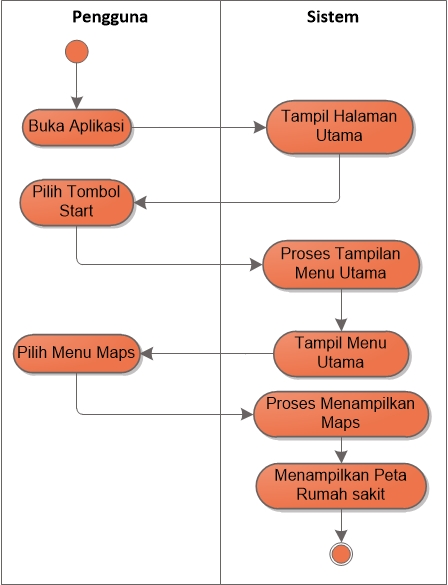 Pengguna
Sistem
Buka Aplikasi
Tampil Halaman
Utama
Pilih Tombol
Start
Proses Tampilan
Menu Utama
Tampil Menu
Utama
Pilih Menu Maps
Proses Menampilkan
Maps
Menampilkan Peta
Rumah sakit